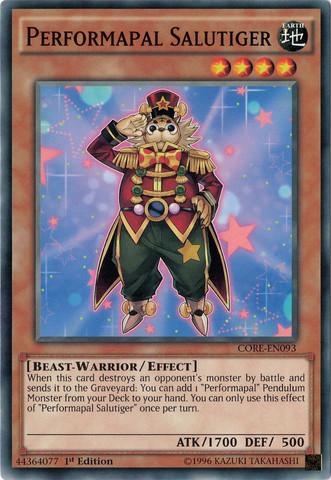 PERFORMAPAL SALUTIGER
EARTH
地
CORE-EN093
[BEAST-WARRIOR/EFFECT]
When this card destroys an opponent's monster by battle and
sends it to the Graveyard: You can add 1 "Performapal" Pendulum
Monster from your Deck to your hand. You can only use this effect
of "Performapal Salutiger" once per turn.
ATK/1700 DEF/ 500
44364077 1st Edition ©1996 KAZUKI TAKAHASHI